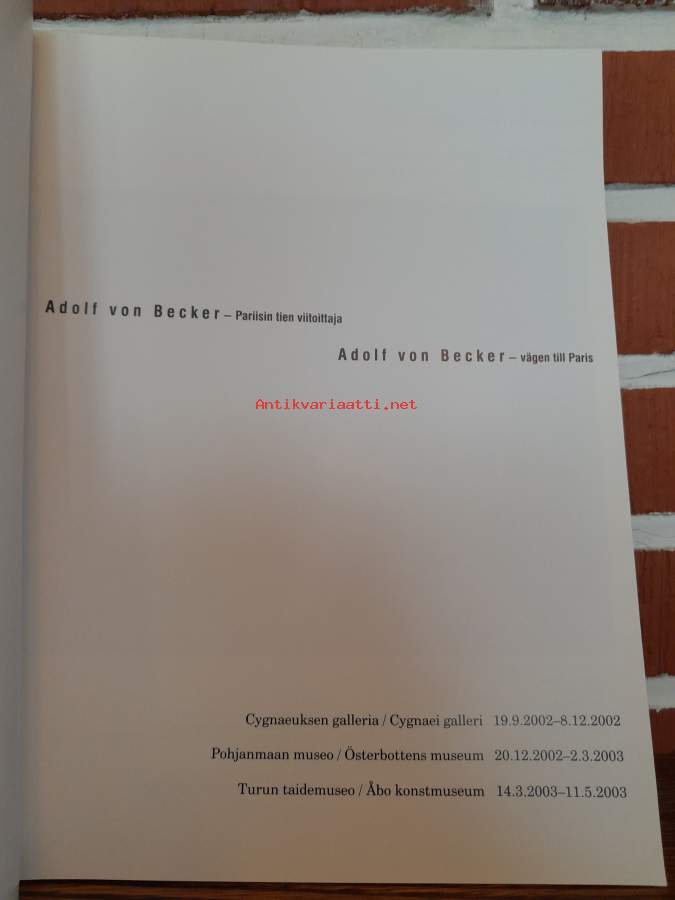 Adolf von Becker – Pariisin tien viitoittaja
Adolf von Becker – vägen till Paris
Antikvariaatti.net
Cygnaeuksen galleria / Cygnaei galleri 19.9.2002–8.12.2002
Pohjanmaan museo / Österbottens museum 20.12.2002–2.3.2003
Turun taidemuseo / Åbo konstmuseum 14.3.2003–11.5.2003